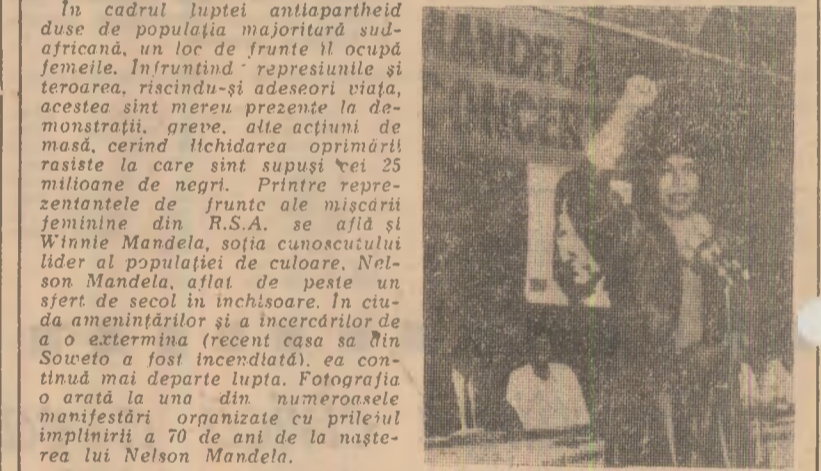 În cadrul luptei antiapartheid
duse de populația majoritară sud-
africană, un loc de frunte îl ocupă
femeile. Înfruntînd represiunile și
teroarea, riscîndu-și adeseori viața,
acestea sînt mereu prezente la de-
monstrații, greve, alte acțiuni de
masă, cerînd lichidarea oprimării
rasiste la care sînt supuși cei 25
milioane de negri. Printre repre-
zentantele de frunte ale mișcării
feminine din R.S.A. se află și
Winnie Mandela, soția cunoscutului
lider al populației de culoare, Nel-
son Mandela, aflat de peste un
sfert de secol în închisoare. În ciu-
da amenințărilor și a încercărilor de
a o extermina (recent casa sa din
Soweto a fost incendiată), ea con-
tinuă mai departe lupta. Fotografia
o arată la una din numeroasele
manifestări organizate cu prilejul
împlinirii a 70 de ani de la naște-
rea lui Nelson Mandela.
MANDELA